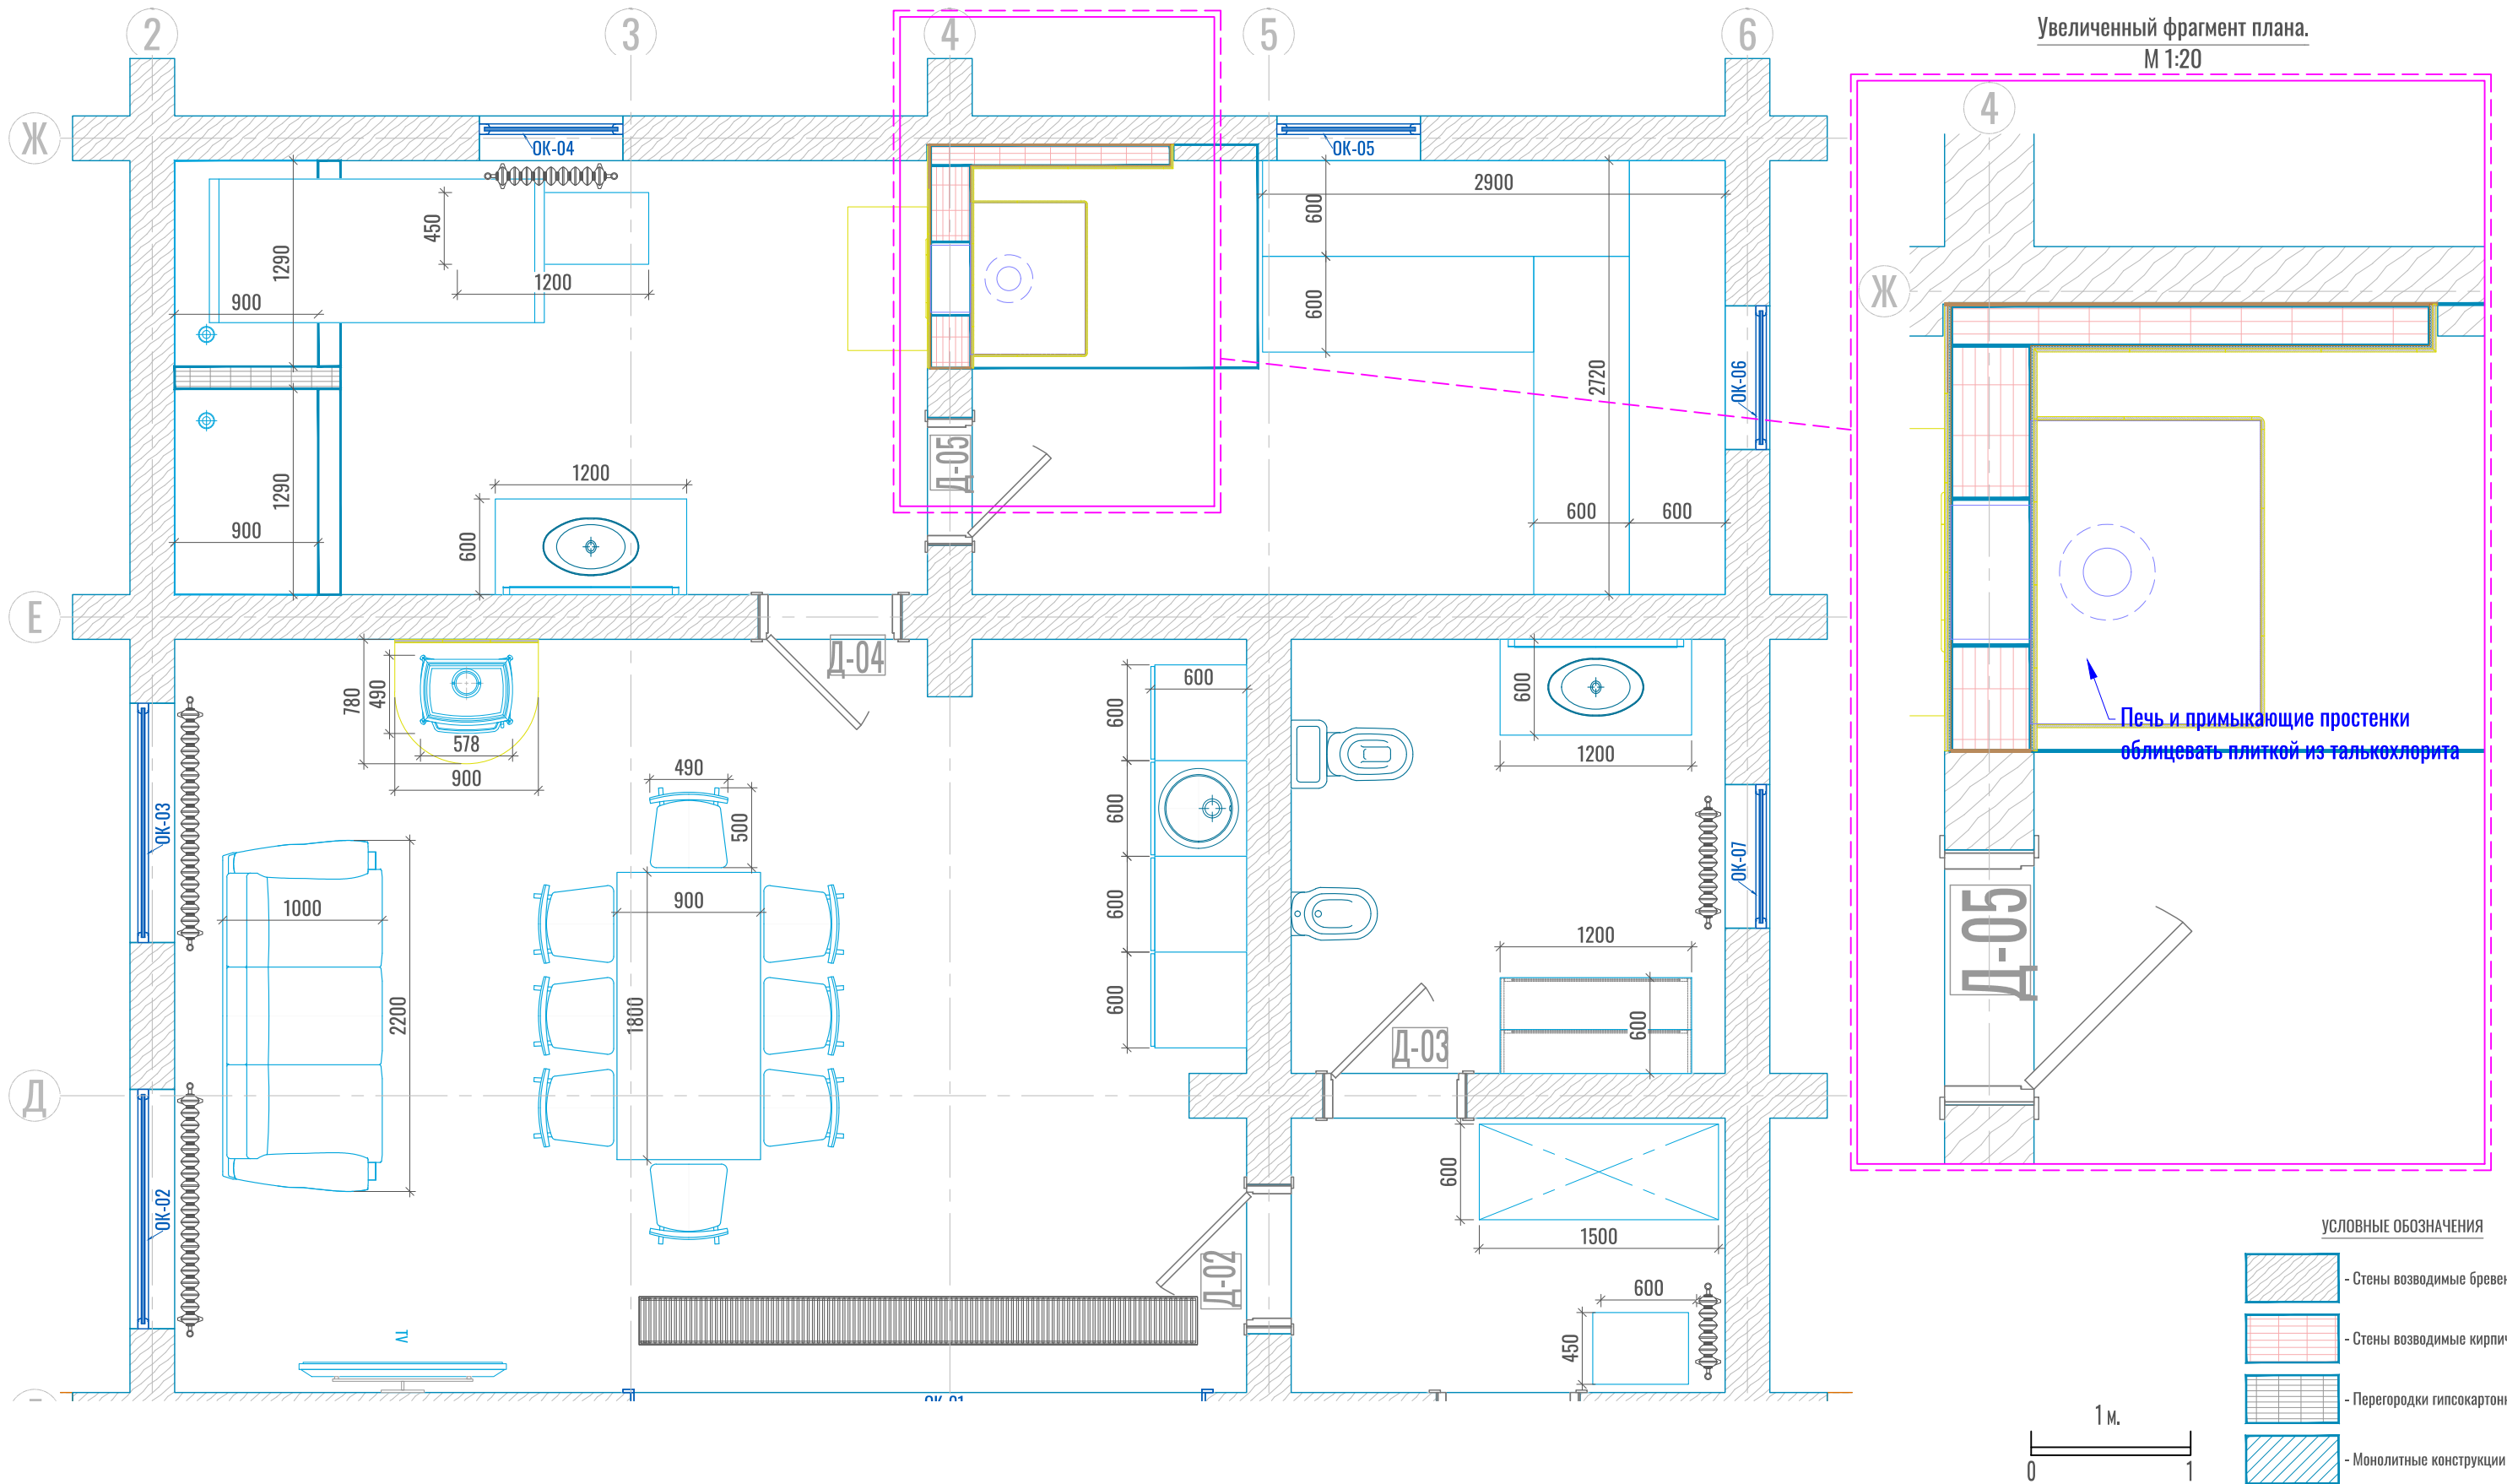 2
3
4
5
6
Увеличенный фрагмент плана.
М 1:20
4
Ж
ОК-04
ОК-05
2900
600
450
1290
1200
900
Ж
600
2720
ОК-06
Д-05
1200
1290
900
600
600
600
Е
Д-04
780
490
578
900
600
600
600
1200
Печь и примыкающие простенки
облицевать плиткой из талькохлорита
490
500
600
ОК-03
ОК-07
Д-05
1000
900
600
1200
2200
1800
600
600
Д-03
Д
600
ОК-02
1500
Д-02
УСЛОВНЫЕ ОБОЗНАЧЕНИЯ
- Стены возводимые бревен
600
450
TV
- Стены возводимые кирпич
- Перегородки гипсокартонн
1 м.
- Монолитные конструкции
0
1